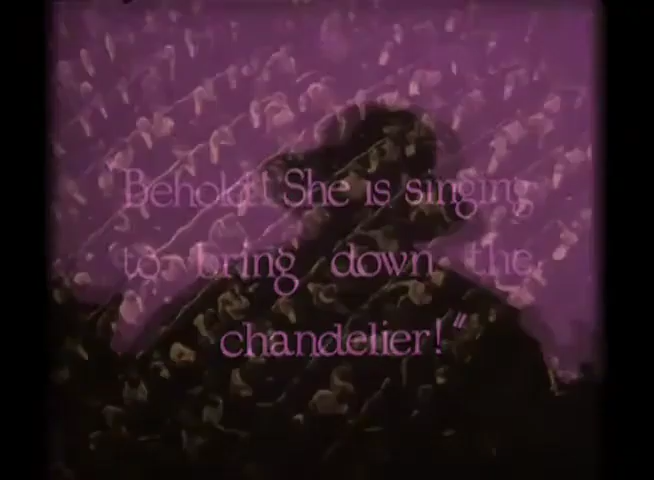 Behold! She is singing
to bring down the
chandelier!"